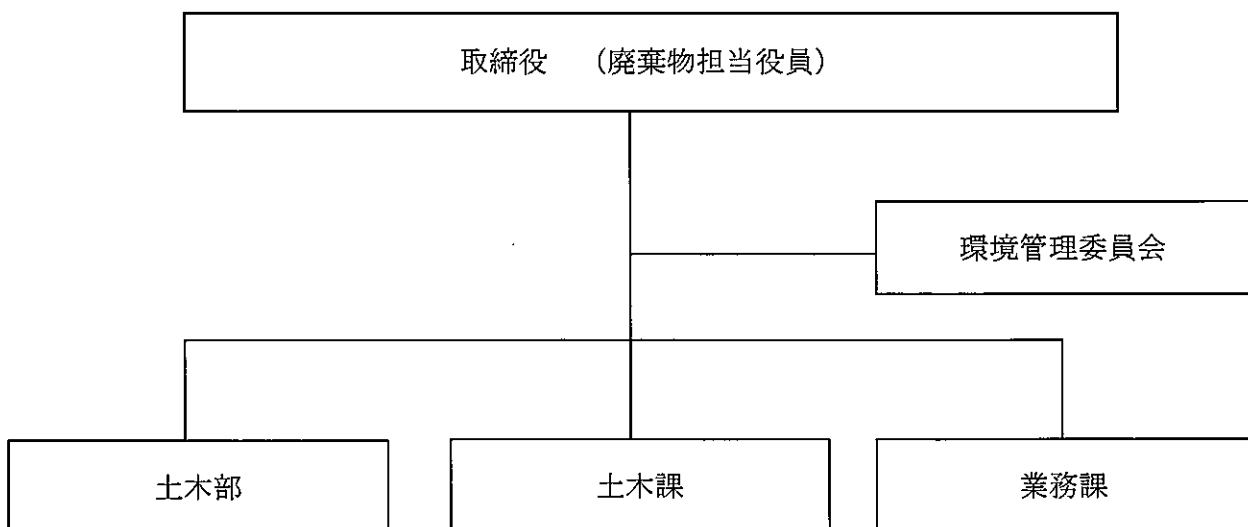 取締役　（廃棄物担当役員）
環境管理委員会
土木部
土木課
業務課